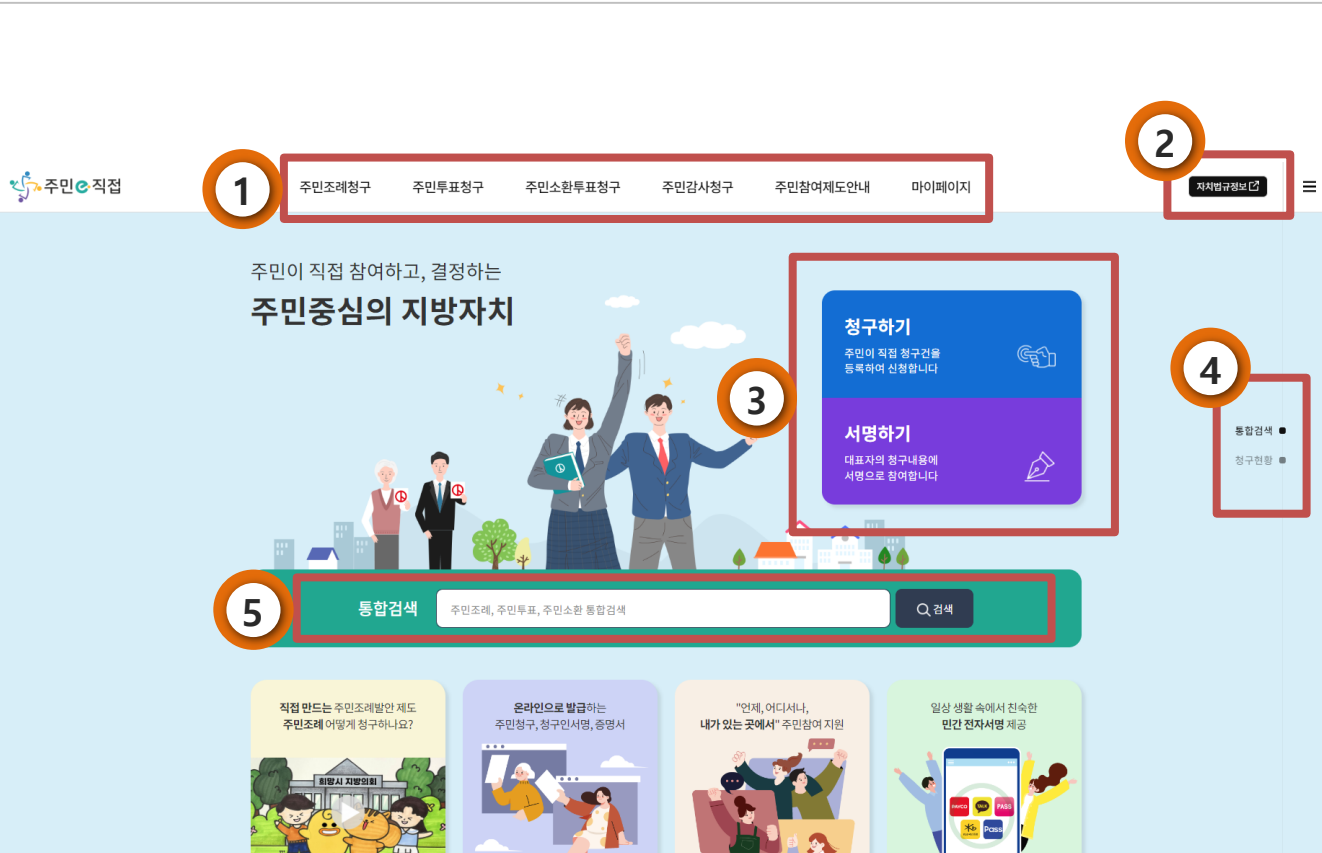 주민e직접
1
주민조례청구 주민투표청구 주민소환투표청구 주민감사청구 주민참여제도안내 마이페이지
2
자치법규정보
주민이 직접 참여하고, 결정하는
주민중심의 지방자치
3
청구하기
주민이 직접 청구건을
등록하여 신청합니다
서명하기
대표자의 청구내용에
서명으로 참여합니다
4
통합검색
청구현황
5
통합검색
주민조례, 주민투표, 주민소환 통합검색
검색
직접 만드는 주민조례발안 제도
주민조례 어떻게 청구하나요?
희망시 지방의회
온라인으로 발급하는
주민청구, 청구인서명, 증명서
"언제, 어디서나,
내가 있는 곳에서" 주민참여 지원
일상 생활 속에서 친숙한
민간 전자서명 제공
PAYCO TALK PASS
Pass